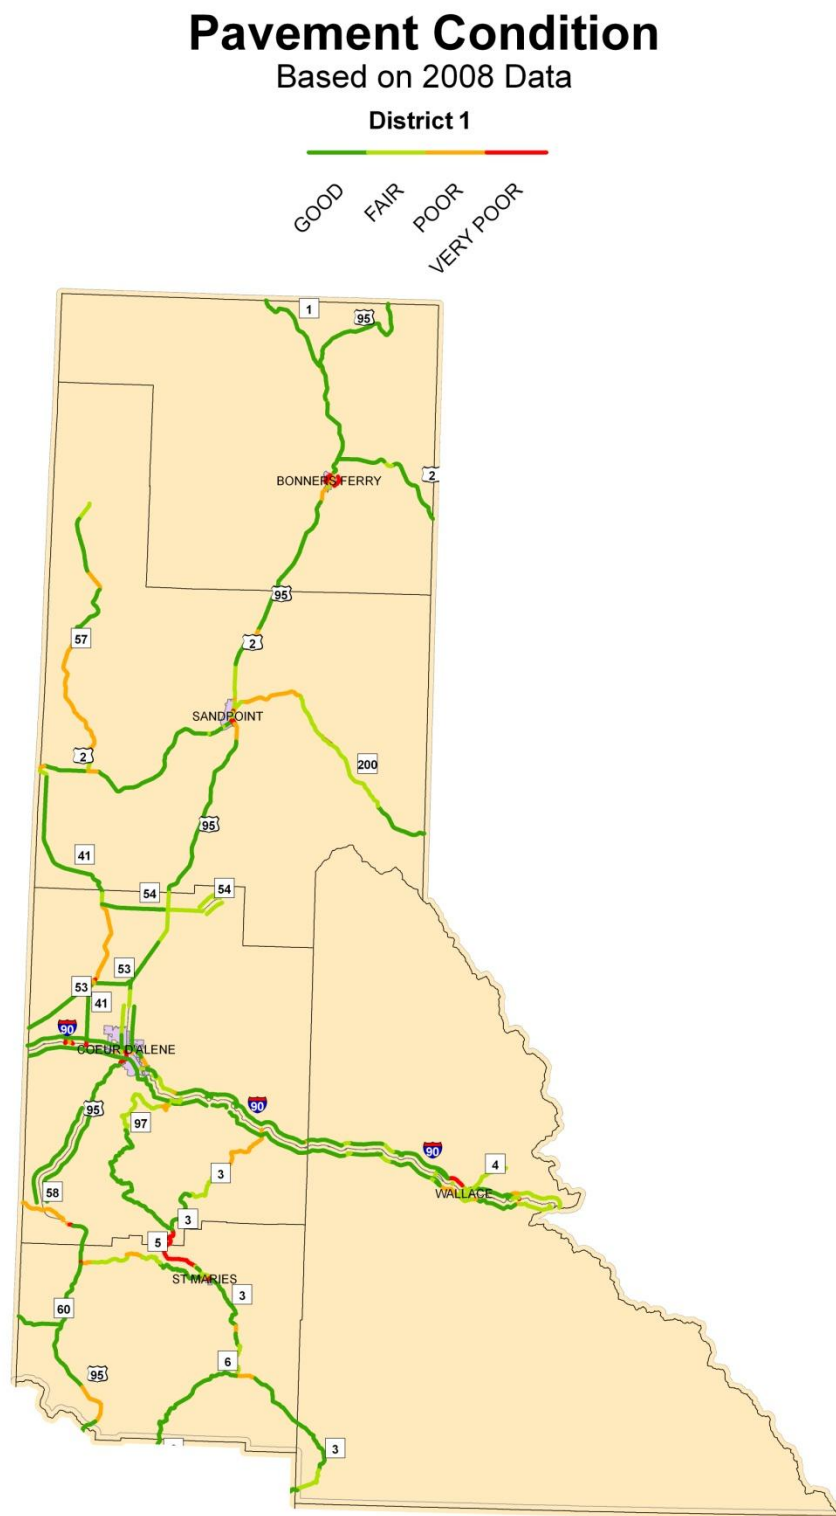 Pavement Condition
Based on 2008 Data
District 1
GOOD
FAIR
POOR
VERY POOR
1
95
BONNERS FERRY
2
95
57
2
SANDPOINT
2
200
95
41
54
54
53
53
41
90
COEUR D'ALENE
90
95
97
90
4
3
58
WALLACE
3
5
ST MARIES
3
60
6
95
3